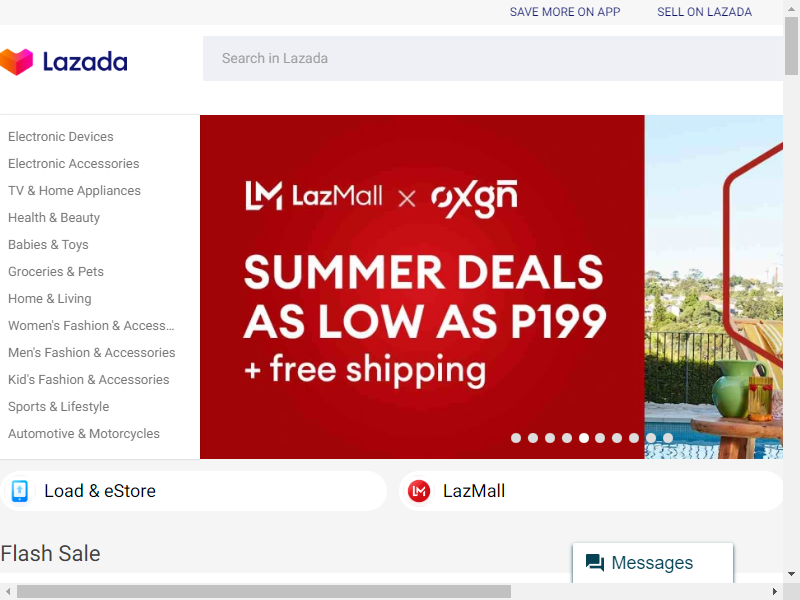 SAVE MORE ON APP
SELL ON LAZADA
Lazada
Search in Lazada
Electronic Devices
Electronic Accessories
TV & Home Appliances
Health & Beauty
Babies & Toys
Groceries & Pets
Home & Living
Women's Fashion & Access...
Men's Fashion & Accessories
Kid's Fashion & Accessories
Sports & Lifestyle
Automotive & Motorcycles
LM LazMall × oxgn
SUMMER DEALS
AS LOW AS P199
+ free shipping
Load & eStore
LM LazMall
Flash Sale
Messages